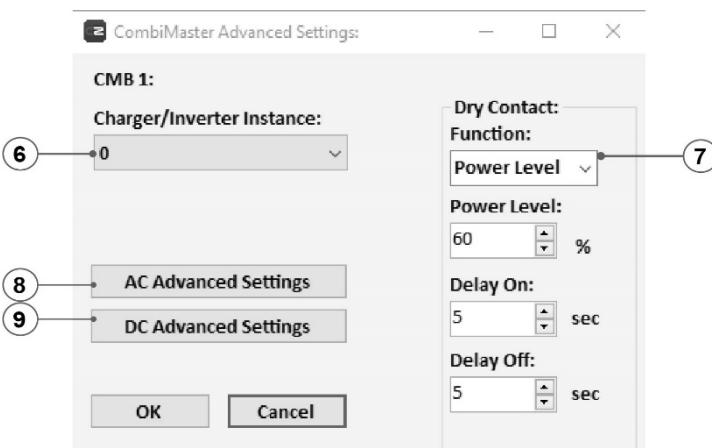 CombiMaster Advanced Settings:
CMB 1:
Charger/Inverter Instance:
0
6
AC Advanced Settings
8
DC Advanced Settings
9
OK
Cancel
Dry Contact:
Function:
Power Level
7
Power Level:
60 %
Delay On:
5 sec
Delay Off:
5 sec